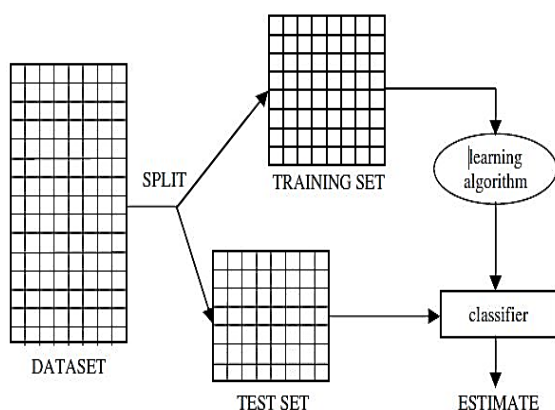 SPLIT
TRAINING SET
learning
algorithm
classifier
DATASET
TEST SET
ESTIMATE